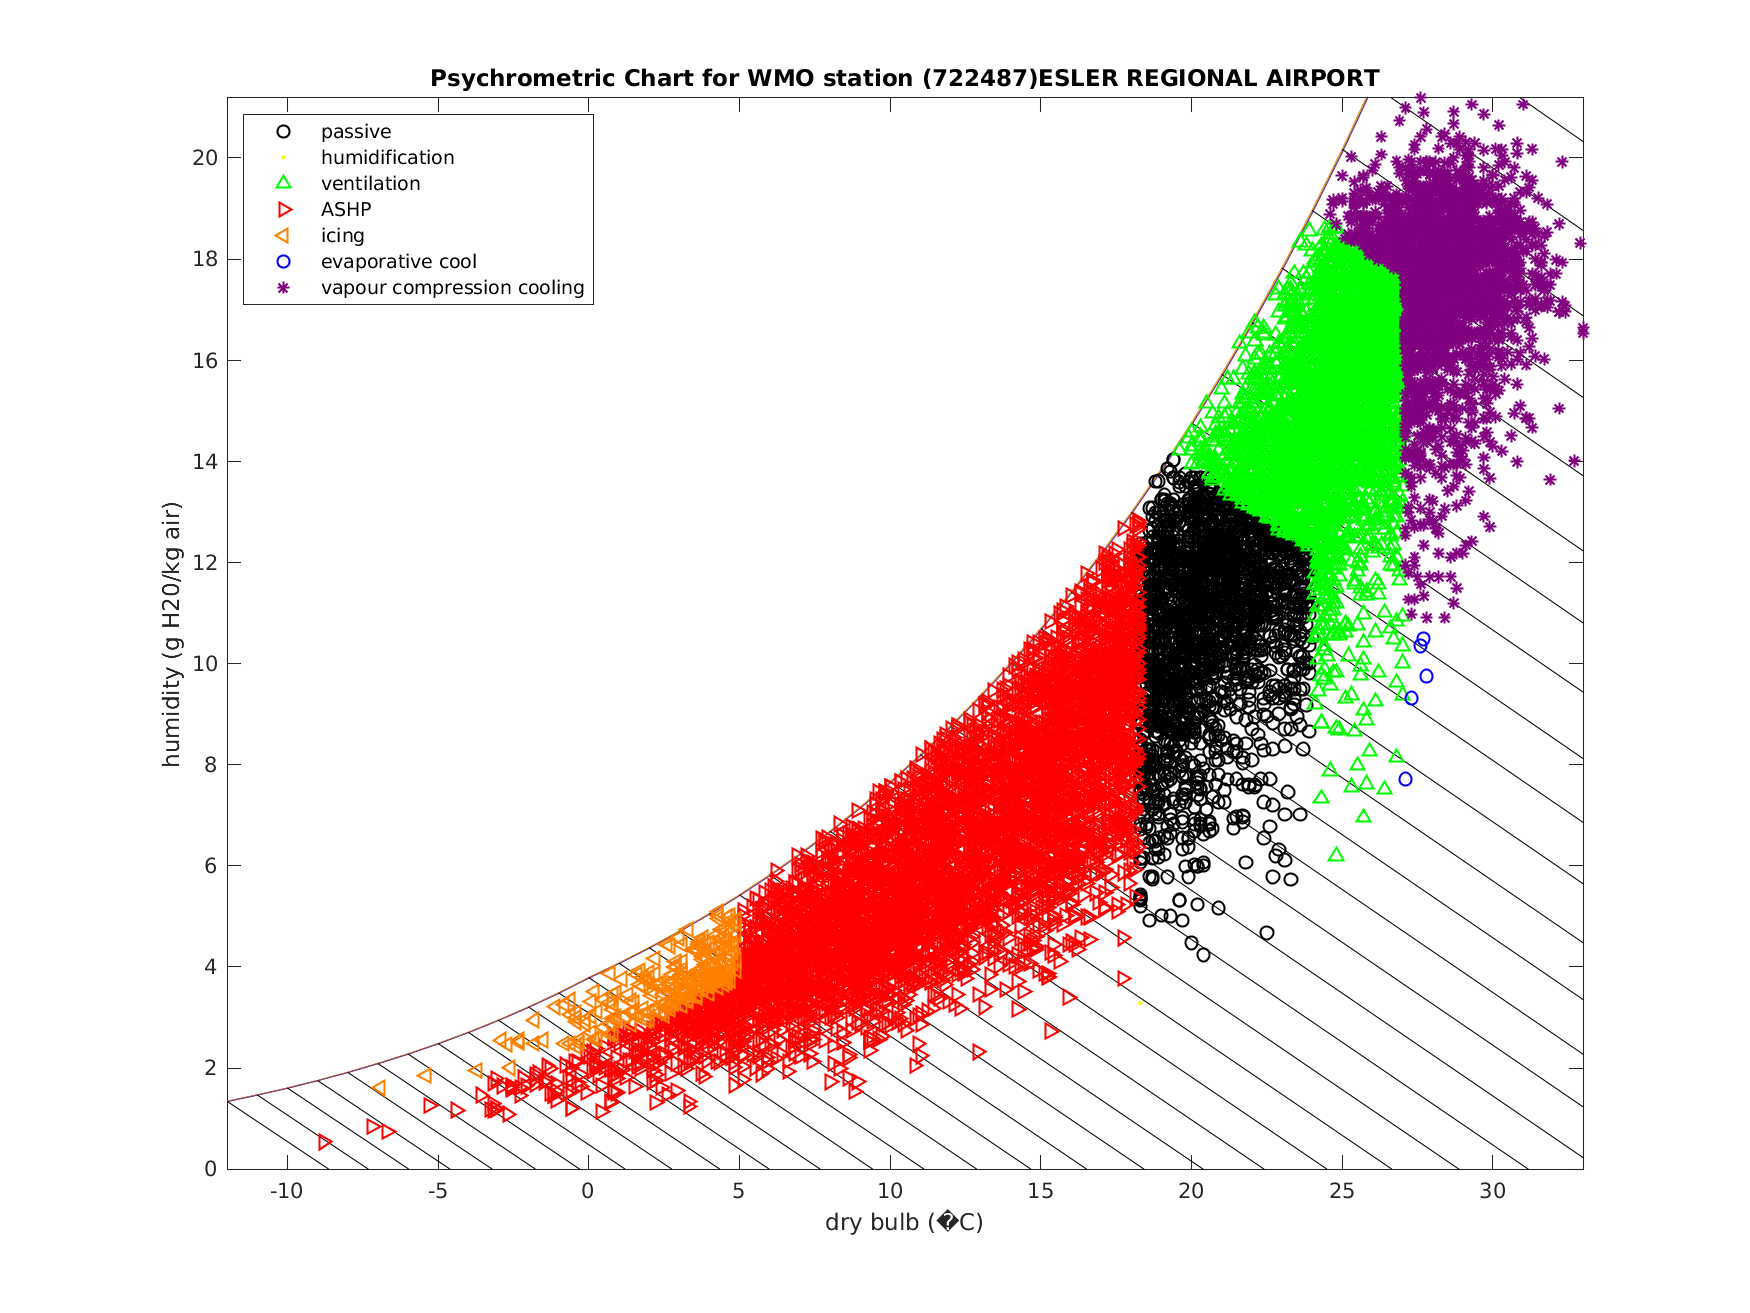 Psychrometric Chart for WMO station (722487)ESLER REGIONAL AIRPORT
passive
humidification
ventilation
ASHP
icing
evaporative cool
vapour compression cooling
20
18
16
14
12
10
8
6
4
2
0
humidity (g H20/kg air)
-10 -5 0 5 10 15 20 25 30
dry bulb (�C)